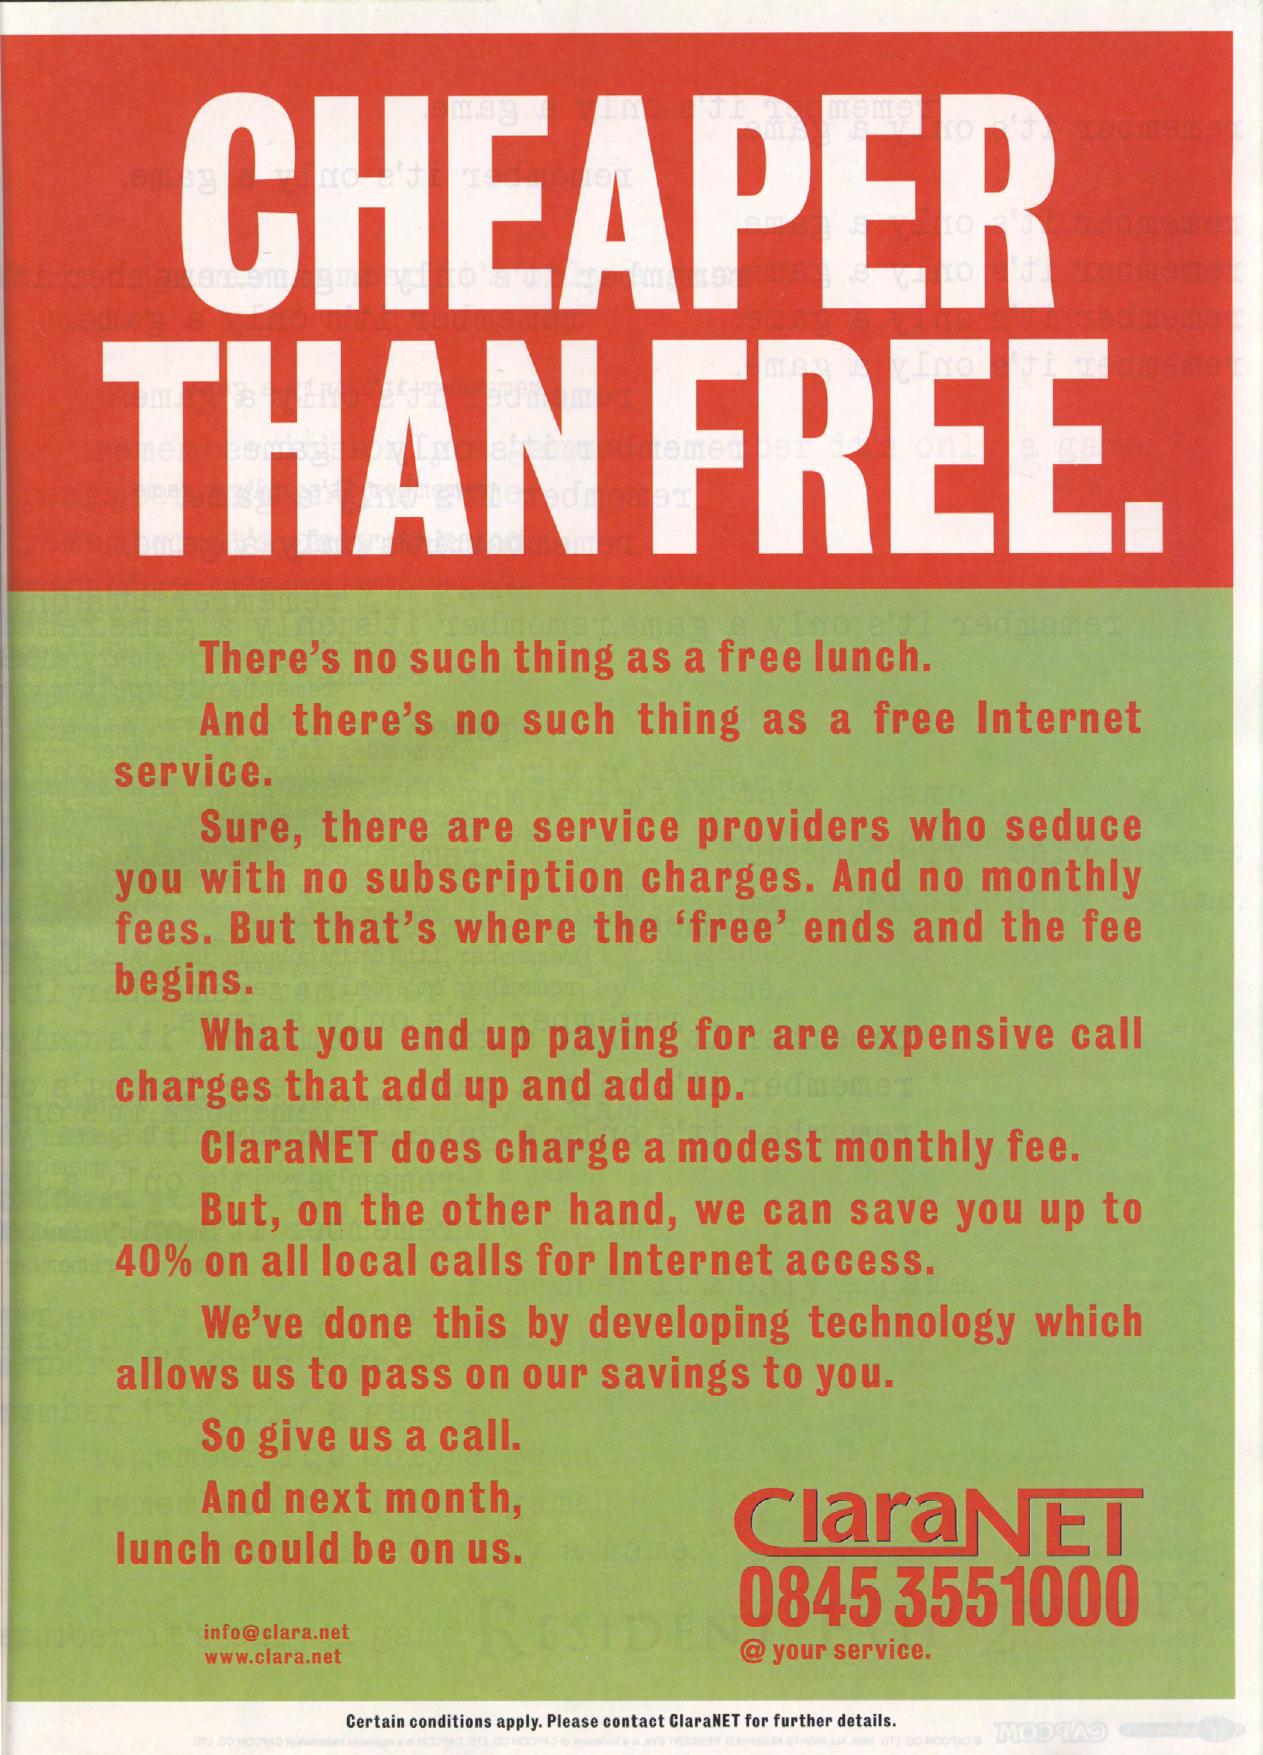 CHEAPER
THAN FREE.
There's no such thing as a free lunch.
And there's no such thing as a free Internet
service.
Sure, there are service providers who seduce
you with no subscription charges. And no monthly
fees. But that's where the 'free' ends and the fee
begins.
What you end up paying for are expensive call
charges that add up and add up.
ClaraNET does charge a modest monthly fee.
But, on the other hand, we can save you up to
40% on all local calls for Internet access.
We've done this by developing technology which
allows us to pass on our savings to you.
So give us a call.
And next month,
lunch could be on us.
ClaraNET
0845 3551000
@ your service.
info@clara.net
www.clara.net
Certain conditions apply. Please contact ClaraNET for further details.